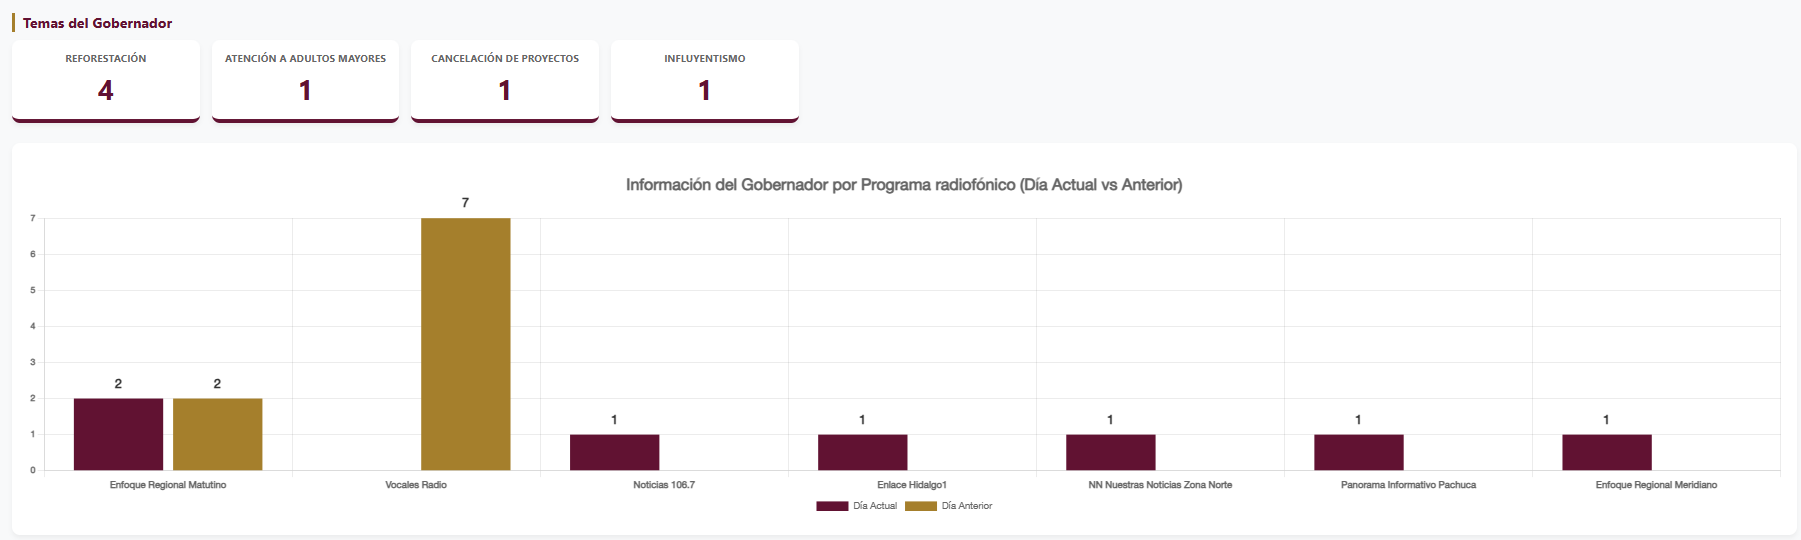 Temas del Gobernador
REFORESTACIÓN
4
ATENCIÓN A ADULTOS MAYORES
1
CANCELACIÓN DE PROYECTOS
1
INFLUYENTISMO
1
Información del Gobernador por Programa radiofónico (Día Actual vs Anterior)
7
6
5
4
3
2
1
0
2
2
7
1
1
1
1
1
Enfoque Regional Matutino
Vocales Radio
Noticias 106.7
Enlace Hidalgo1
NN Nuestras Noticias Zona Norte
Panorama Informativo Pachuca
Enfoque Regional Meridiano
Día Actual
Día Anterior